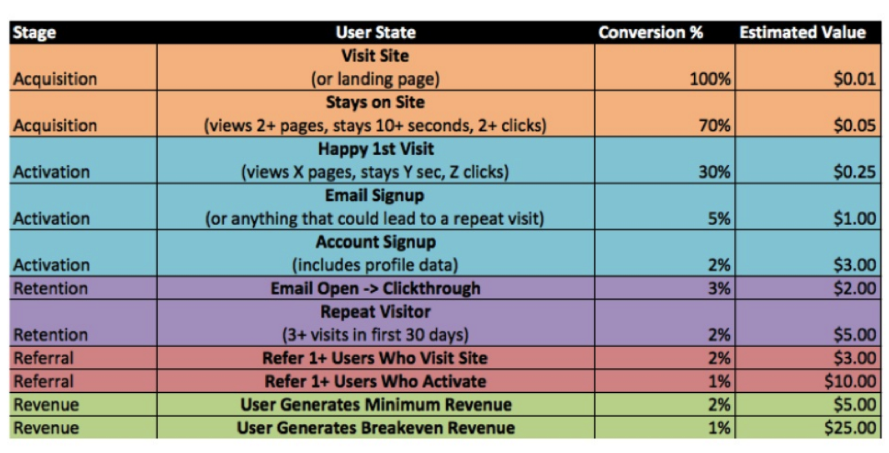 Stage User State Conversion % Estimated Value
Visit Site
Acquisition (or landing page) 100% $0.01
Stays on Site
Acquisition (views 2+ pages, stays 10+ seconds, 2+ clicks) 70% $0.05
Happy 1st Visit
Activation (views X pages, stays Y sec, Z clicks) 30% $0.25
Email Signup
Activation (or anything that could lead to a repeat visit) 5% $1.00
Account Signup
Activation (includes profile data) 2% $3.00
Retention Email Open -> Clickthrough 3% $2.00
Repeat Visitor
Retention (3+ visits in first 30 days) 2% $5.00
Referral Refer 1+ Users Who Visit Site 2% $3.00
Referral Refer 1+ Users Who Activate 1% $10.00
Revenue User Generates Minimum Revenue 2% $5.00
Revenue User Generates Breakeven Revenue 1% $25.00